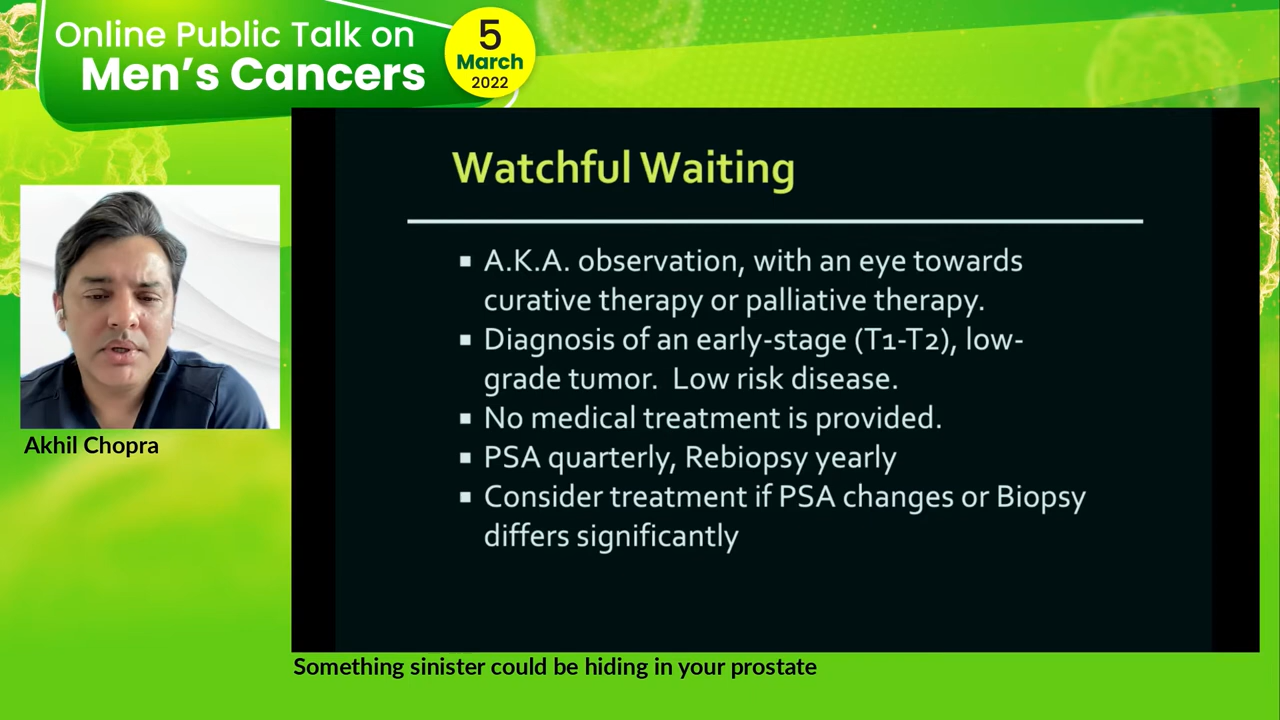 Online Public Talk on
Men's Cancers
5
March
2022
Watchful Waiting
▪ A.K.A. observation, with an eye towards
curative therapy or palliative therapy.
▪ Diagnosis of an early-stage (T1-T2), low-
grade tumor.  Low risk disease.
▪ No medical treatment is provided.
▪ PSA quarterly, Rebiopsy yearly
▪ Consider treatment if PSA changes or Biopsy
differs significantly
Akhil Chopra
Something sinister could be hiding in your prostate